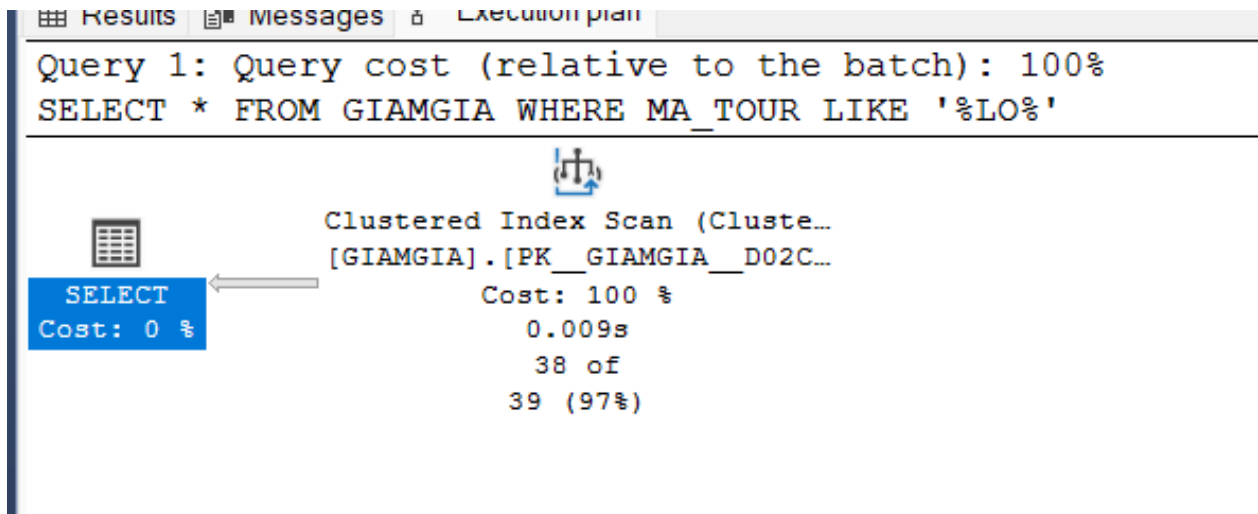 Results Messages Execution plan
Query 1: Query cost (relative to the batch): 100%
SELECT * FROM GIAMGIA WHERE MA_TOUR LIKE '%LO%'
Clustered Index Scan (Cluste…
[GIAMGIA].[PK__GIAMGIA__D02C…
Cost: 100 %
0.009s
38 of
39 (97%)
SELECT
Cost: 0 %